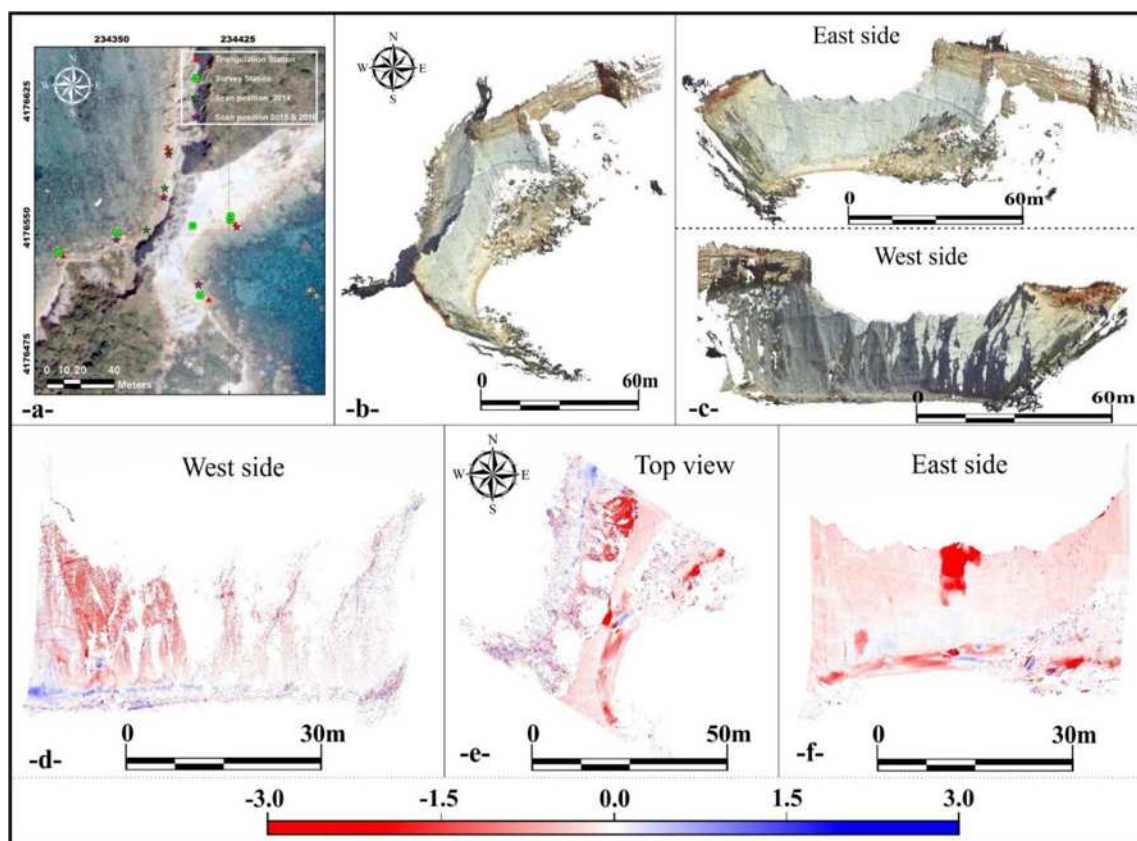 234350 234425
4176625
4176550
4176475
N
W E
S
Triangulation Station
Survey Station
Scan position_2014
Scan position 2015 & 2016
0 10 20 40
Meters
-a-
N
W E
S
0 60m
-b-
East side
0 60m
West side
0 60m
-c-
West side
0 30m
-d-
N
W E
S
Top view
0 50m
-e-
East side
0 30m
-f-
-3.0 -1.5 0.0 1.5 3.0